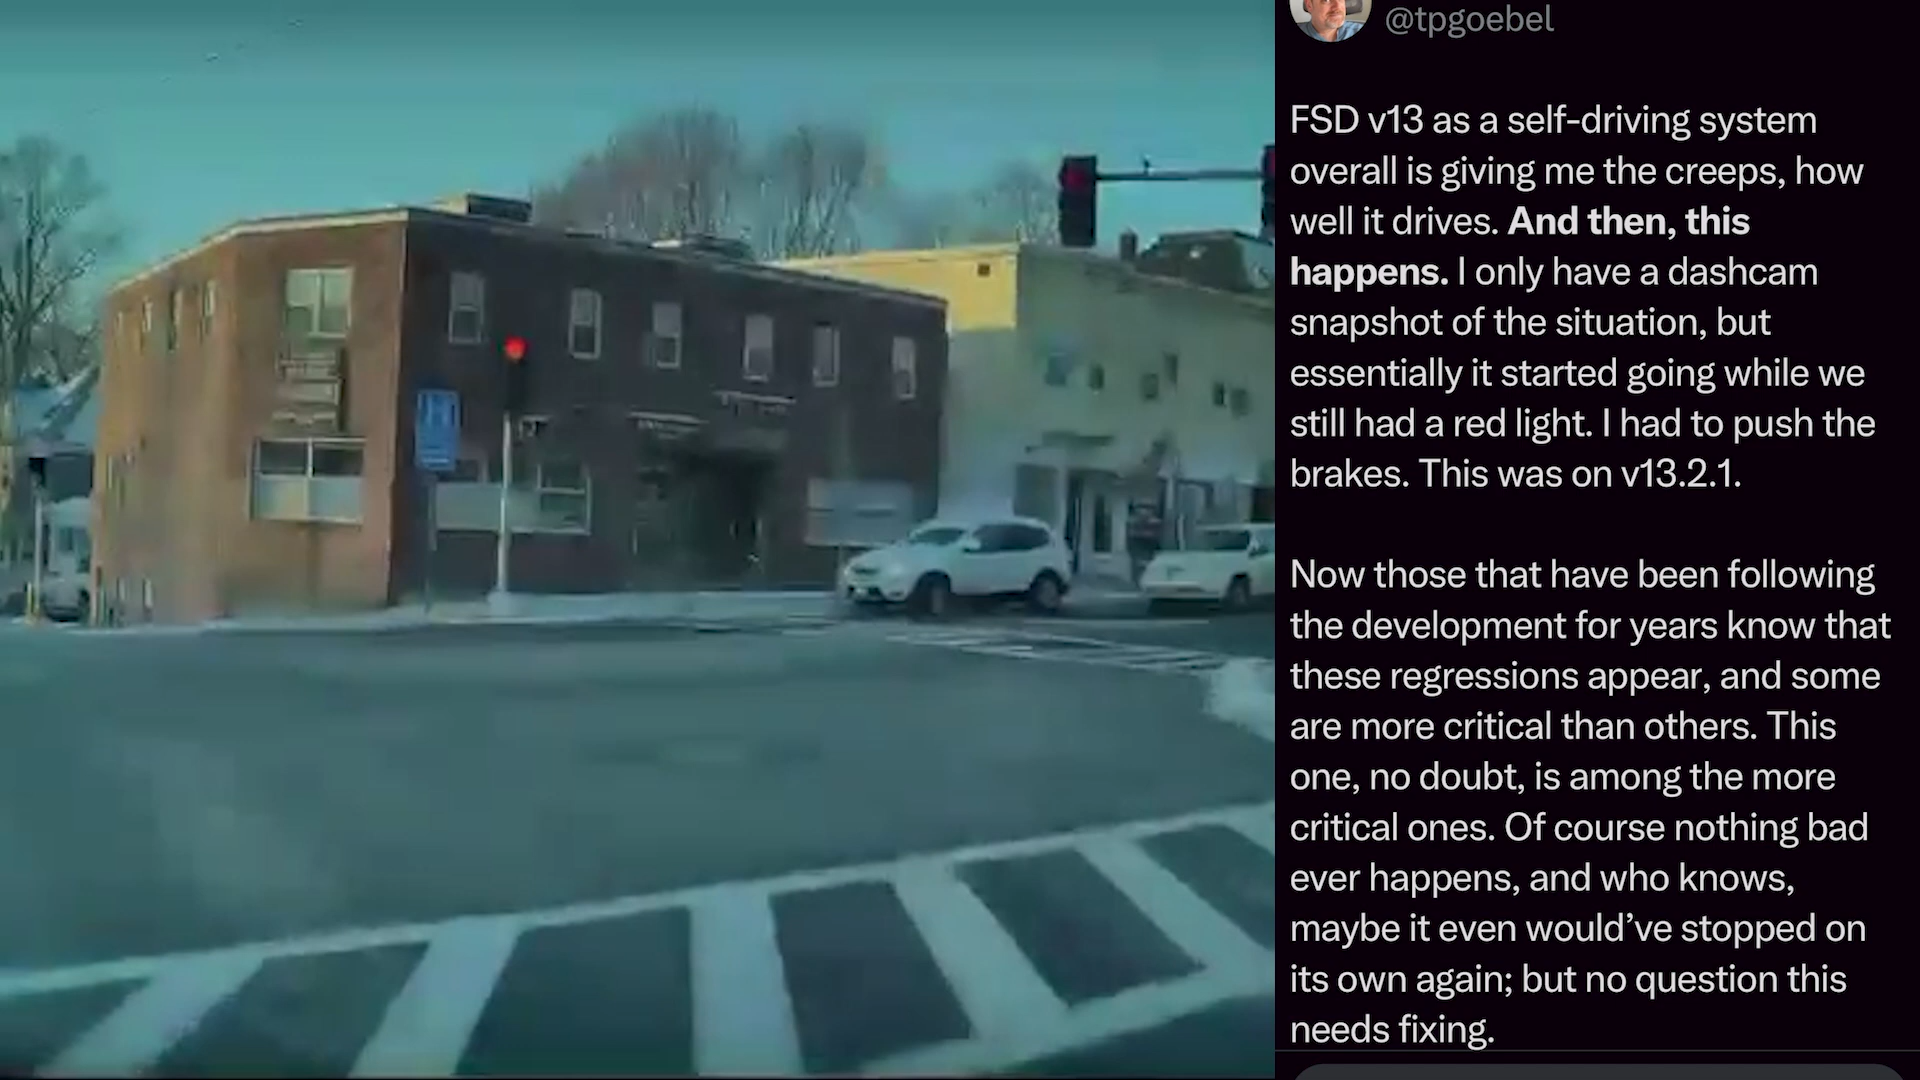 @tpgoebel
FSD v13 as a self-driving system
overall is giving me the creeps, how
well it drives. And then, this
happens. I only have a dashcam
snapshot of the situation, but
essentially it started going while we
still had a red light. I had to push the
brakes. This was on v13.2.1.
Now those that have been following
the development for years know that
these regressions appear, and some
are more critical than others. This
one, no doubt, is among the more
critical ones. Of course nothing bad
ever happens, and who knows,
maybe it even would’ve stopped on
its own again; but no question this
needs fixing.
H